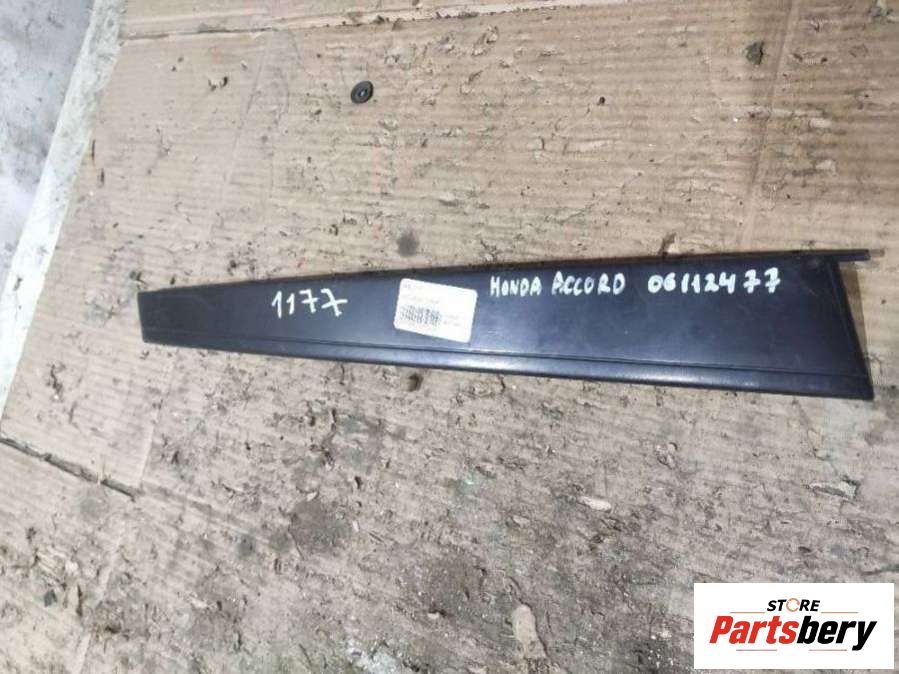 1177
HONDA ACCORD 06112477
STORE
Partsbery